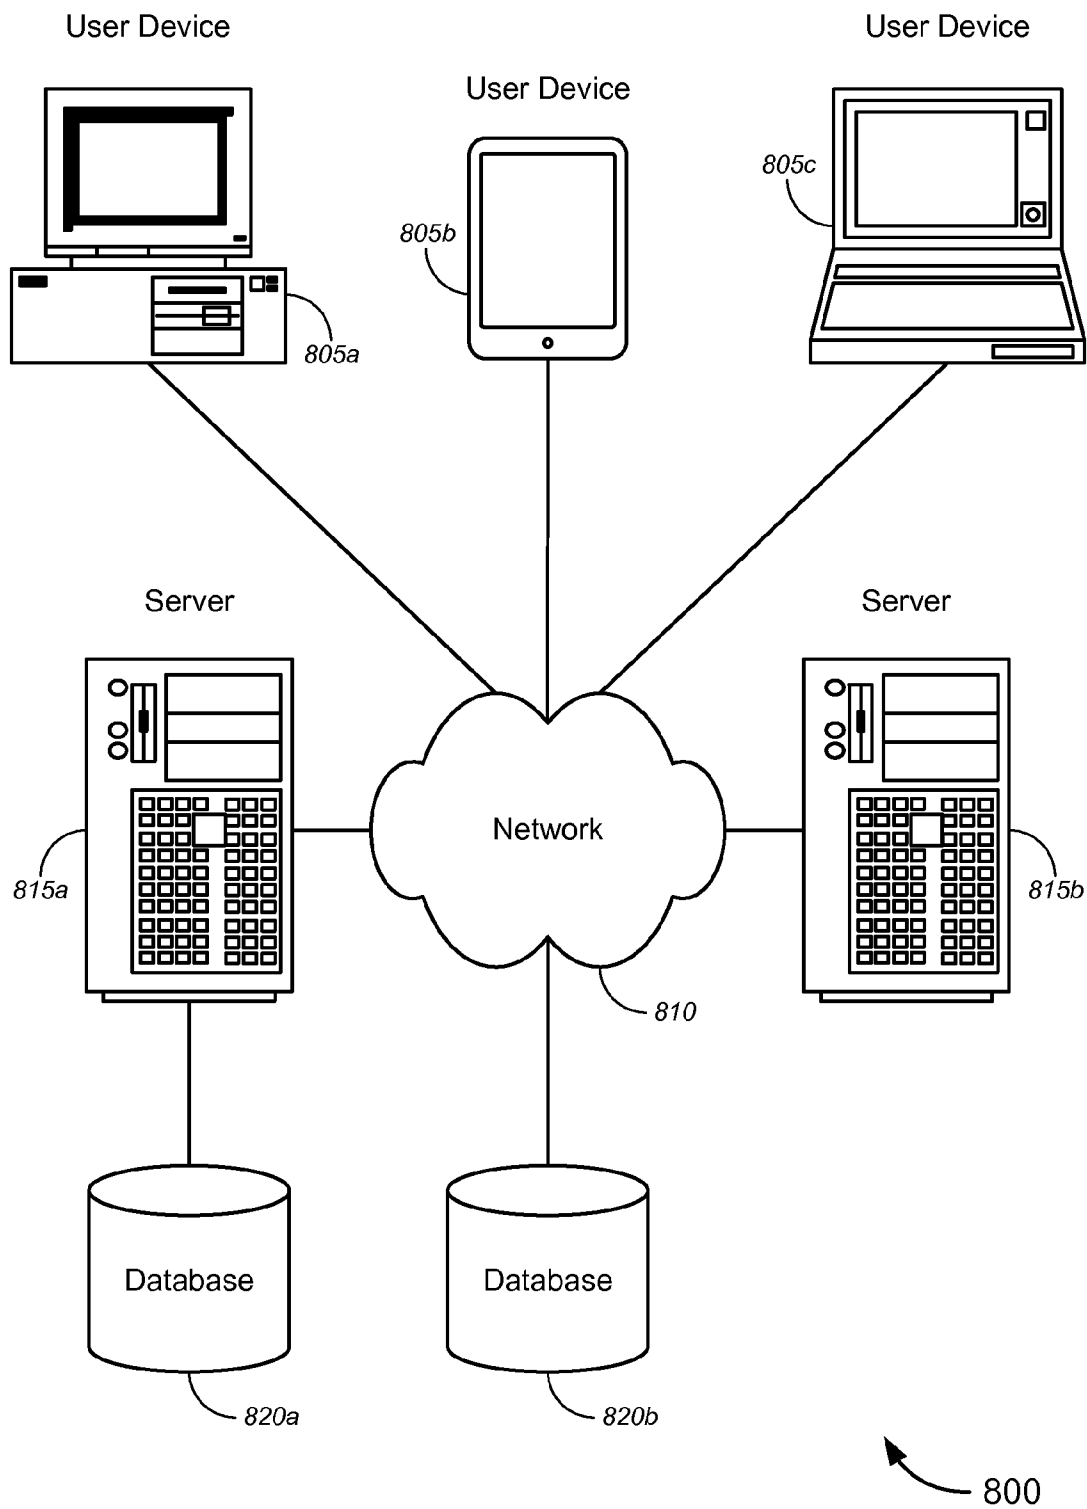 User Device
User Device
User Device
805c
805b
805a
Server
Server
Network
815a
815b
810
Database
Database
820a
820b
800